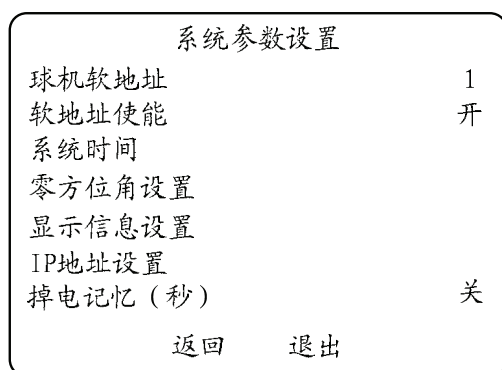 系统参数设置
球机软地址 1
软地址使能 开
系统时间
零方位角设置
显示信息设置
IP地址设置
掉电记忆（秒） 关
返回 退出